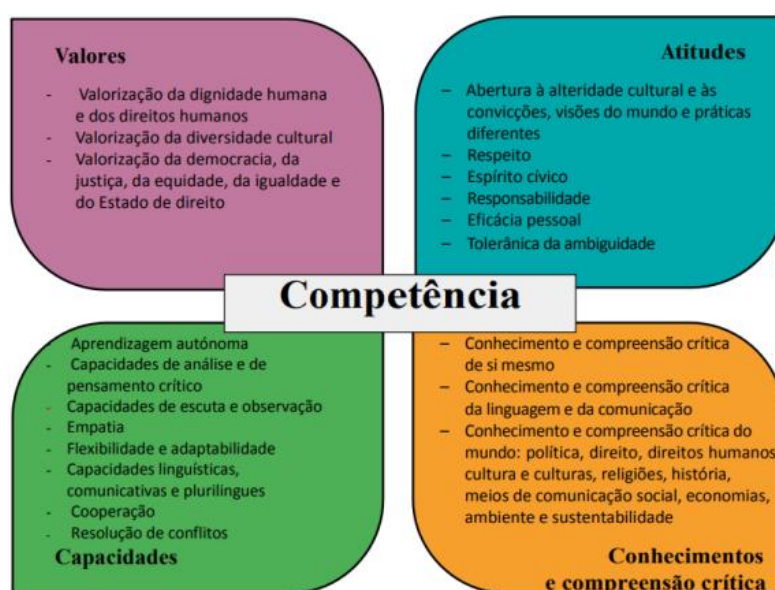 Valores
- Valorização da dignidade humana
e dos direitos humanos
- Valorização da diversidade cultural
- Valorização da democracia, da
justiça, da equidade, da igualdade e
do Estado de direito
Atitudes
– Abertura à alteridade cultural e às
convicções, visões do mundo e práticas
diferentes
– Respeito
– Espírito cívico
– Responsabilidade
– Eficácia pessoal
– Tolerânica da ambiguidade
Competência
- Aprendizagem autónoma
- Capacidades de análise e de
pensamento crítico
- Capacidades de escuta e observação
- Empatia
- Flexibilidade e adaptabilidade
- Capacidades linguísticas,
comunicativas e plurilingues
- Cooperação
- Resolução de conflitos
Capacidades
– Conhecimento e compreensão crítica
de si mesmo
– Conhecimento e compreensão crítica
da linguagem e da comunicação
– Conhecimento e compreensão crítica do
mundo: política, direito, direitos humanos
cultura e culturas, religiões, história,
meios de comunicação social, economias,
ambiente e sustentabilidade
Conhecimentos
e compreensão crítica